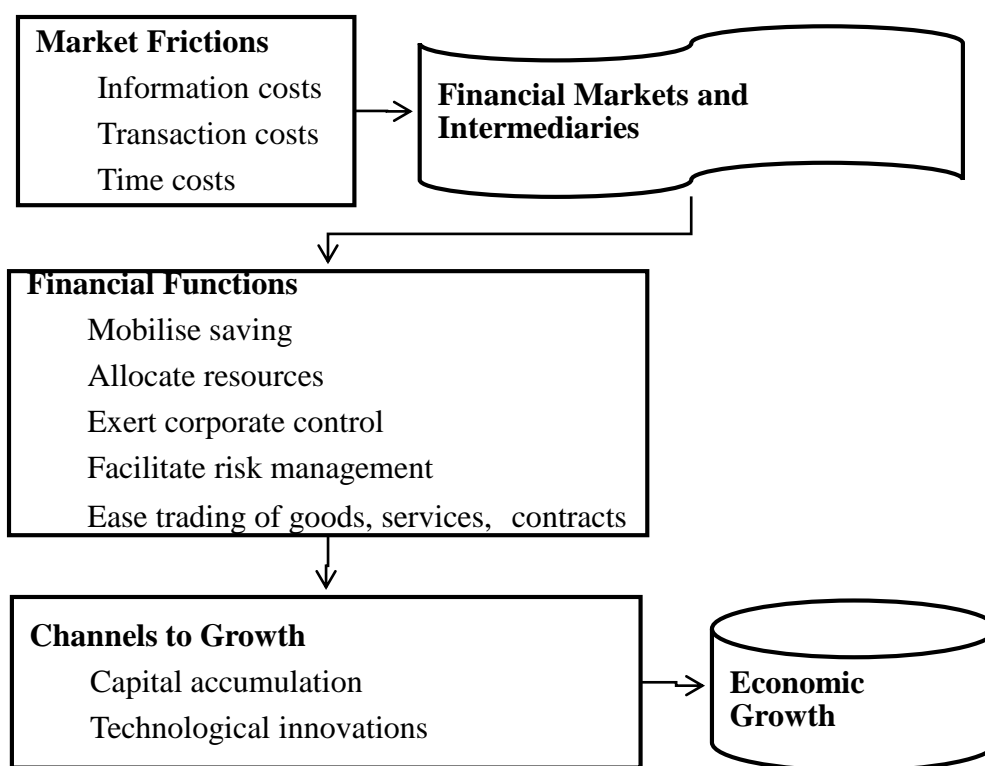 Market Frictions
Information costs
Transaction costs
Time costs
Financial Markets and
Intermediaries
Financial Functions
Mobilise saving
Allocate resources
Exert corporate control
Facilitate risk management
Ease trading of goods, services, contracts
Channels to Growth
Capital accumulation
Technological innovations
Economic
Growth